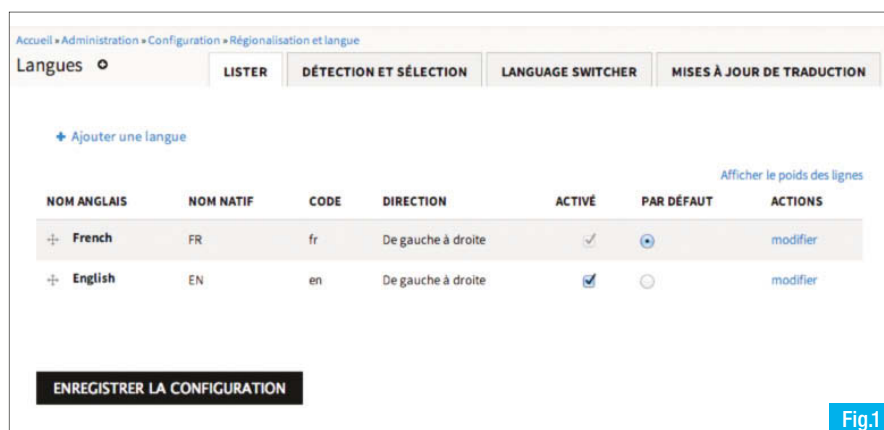 Accueil » Administration » Configuration » Régionalisation et langue
Langues
LISTER DÉTECTION ET SÉLECTION LANGUAGE SWITCHER MISES À JOUR DE TRADUCTION
+ Ajouter une langue
Afficher le poids des lignes
NOM ANGLAIS NOM NATIF CODE DIRECTION ACTIVÉ PAR DÉFAUT ACTIONS
French FR fr De gauche à droite modifier
English EN en De gauche à droite modifier
ENREGISTRER LA CONFIGURATION
Fig.1